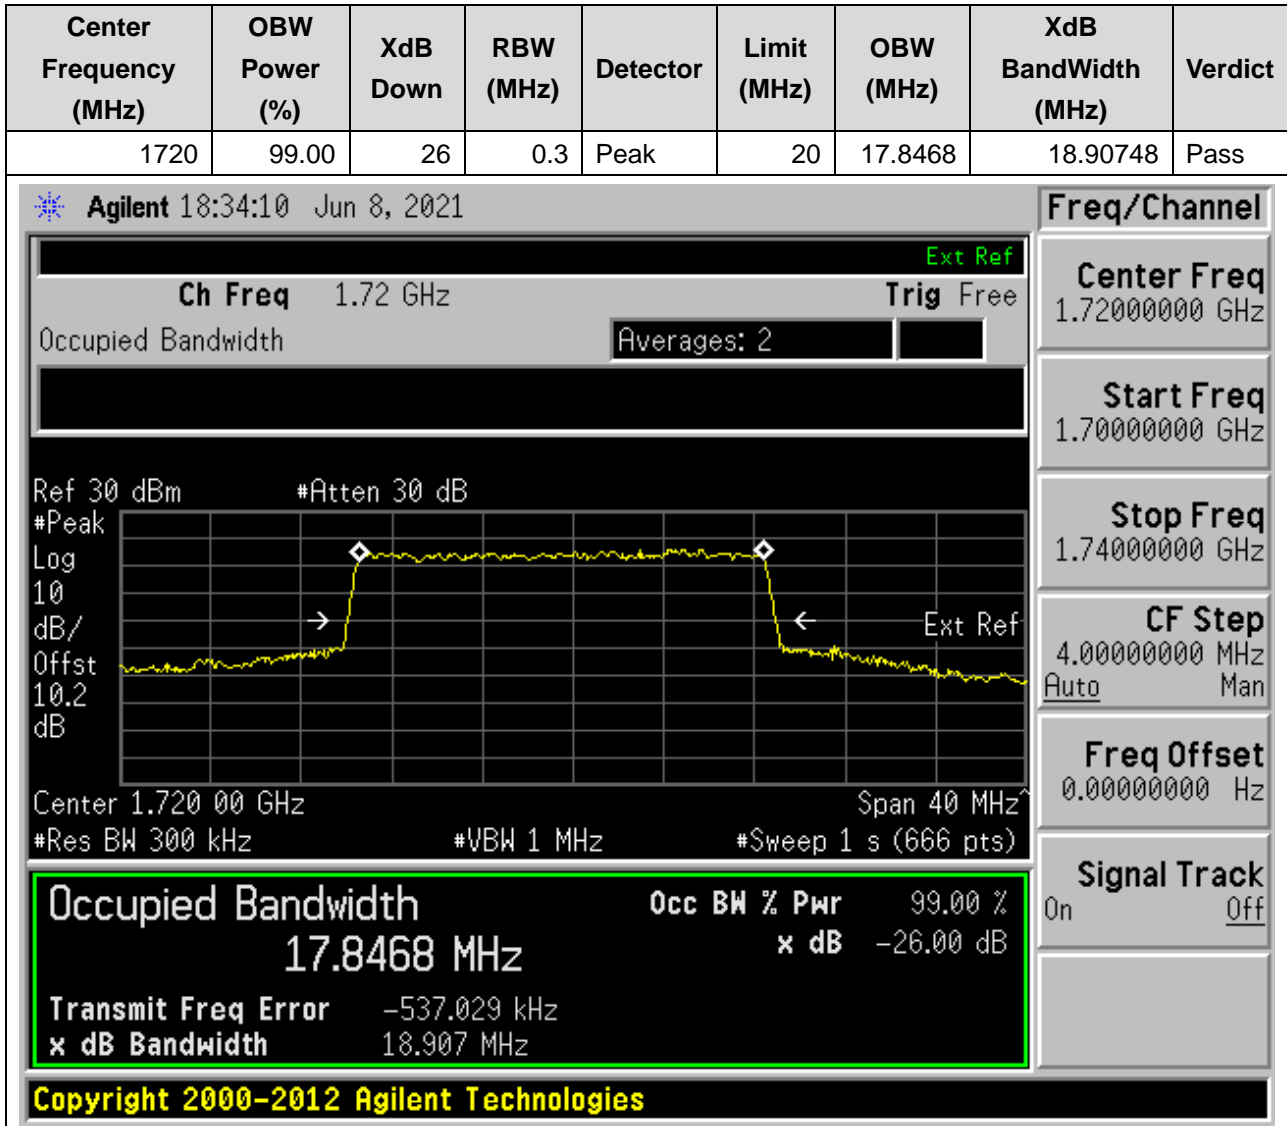 Center Frequency (MHz) OBW Power (%) XdB Down RBW (MHz) Detector Limit (MHz) OBW (MHz) XdB BandWidth (MHz) Verdict
1720 99.00 26 0.3 Peak 20 17.8468 18.90748 Pass
Agilent 18:34:10 Jun 8, 2021
Freq/Channel
Ext Ref
Ch Freq 1.72 GHz Trig Free
Occupied Bandwidth Averages: 2
Center Freq
1.72000000 GHz
Start Freq
1.70000000 GHz
Stop Freq
1.74000000 GHz
CF Step
4.00000000 MHz
Auto Man
Freq Offset
0.00000000 Hz
Signal Track
On Off
Ref 30 dBm #Atten 30 dB
#Peak
Log
10
dB/
Offst
10.2
dB
Ext Ref
Center 1.720 00 GHz Span 40 MHz^
#Res BW 300 kHz #VBW 1 MHz #Sweep 1 s (666 pts)
Occupied Bandwidth Occ BW % Pwr 99.00 %
17.8468 MHz x dB -26.00 dB
Transmit Freq Error -537.029 kHz
x dB Bandwidth 18.907 MHz
Copyright 2000-2012 Agilent Technologies